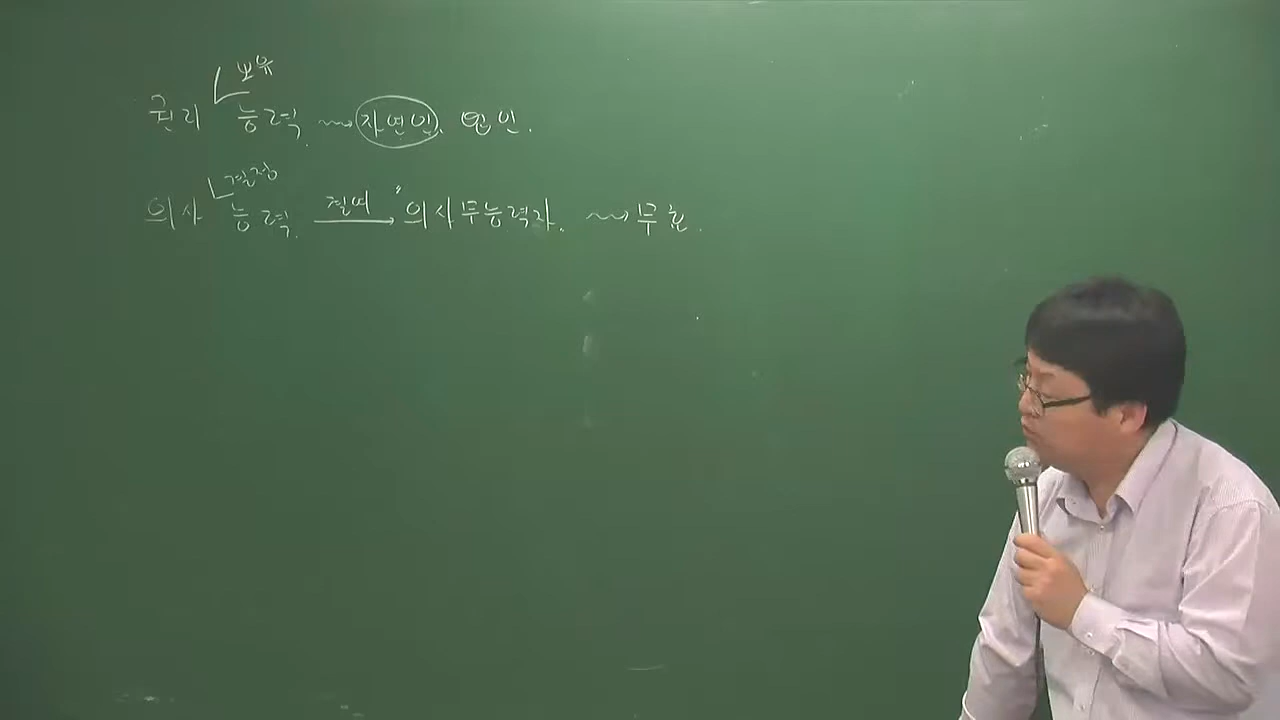 보유
권리 능력 자연인, 법인.
결정
의사 능력. 결여 의사무능력자. 무효.